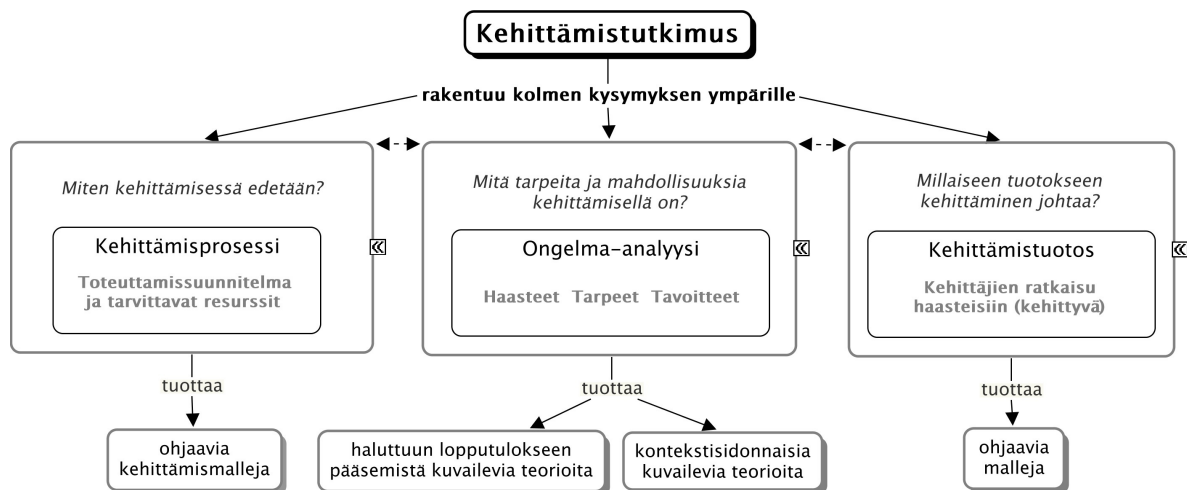 Kehittämistutkimus
rakentuu kolmen kysymyksen ympärille
Miten kehittämisessä edetään?
Kehittämisprosessi
Toteuttamissuunnitelma
ja tarvittavat resurssit
tuottaa
ohjaavia
kehittämismalleja
Mitä tarpeita ja mahdollisuuksia
kehittämisellä on?
Ongelma-analyysi
Haasteet Tarpeet Tavoitteet
tuottaa
haluttuun lopputulokseen
pääsemistä kuvailevia teorioita
kontekstisidonnaisia
kuvailevia teorioita
Millaiseen tuotokseen
kehittäminen johtaa?
Kehittämistuotos
Kehittäjien ratkaisu
haasteisiin (kehittyvä)
tuottaa
ohjaavia
malleja